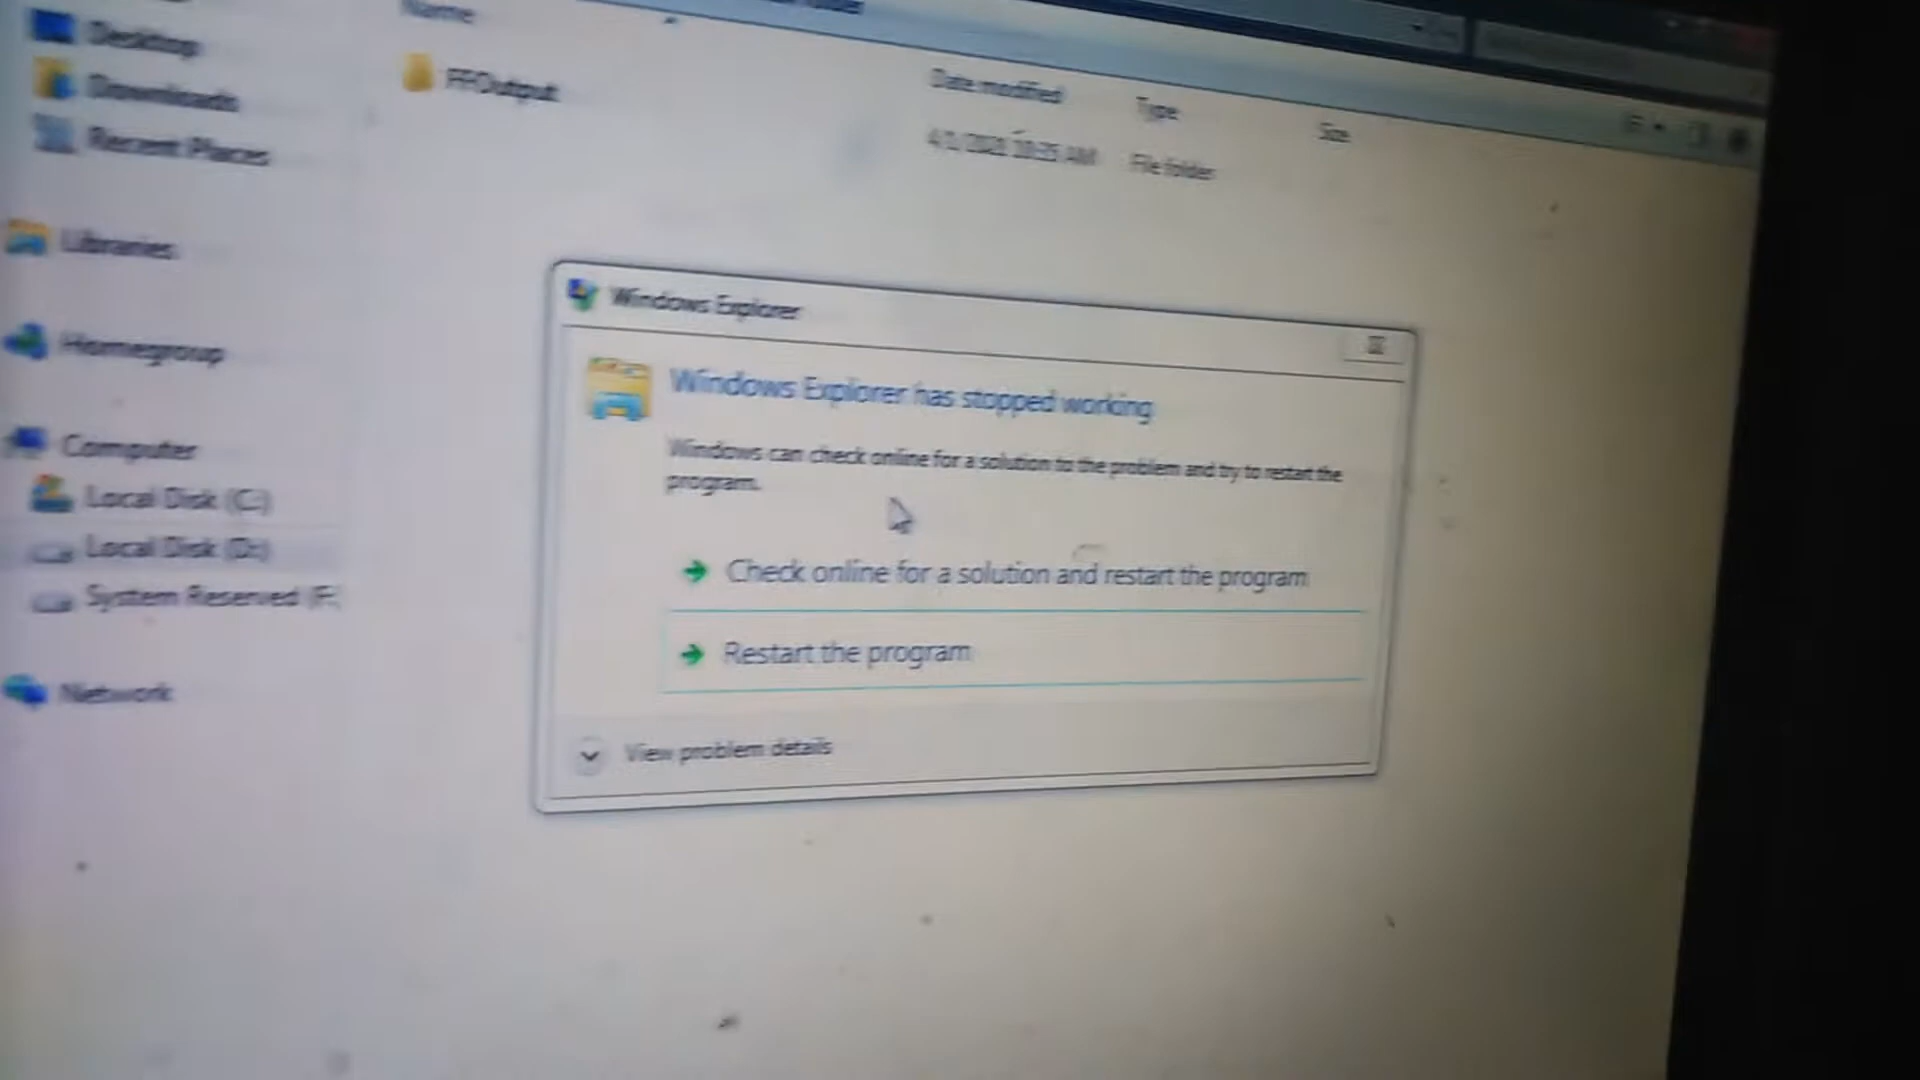 Name
Date modified
Type
Size
Desktop
Downloads
Recent Places
FFOutput
File folder
Libraries
Homegroup
Computer
Local Disk (C:)
Local Disk (D:)
System Reserved (F:
Network
Windows Explorer
Windows Explorer has stopped working
Windows can check online for a solution to the problem and try to restart the
program.
Check online for a solution and restart the program
Restart the program
View problem details